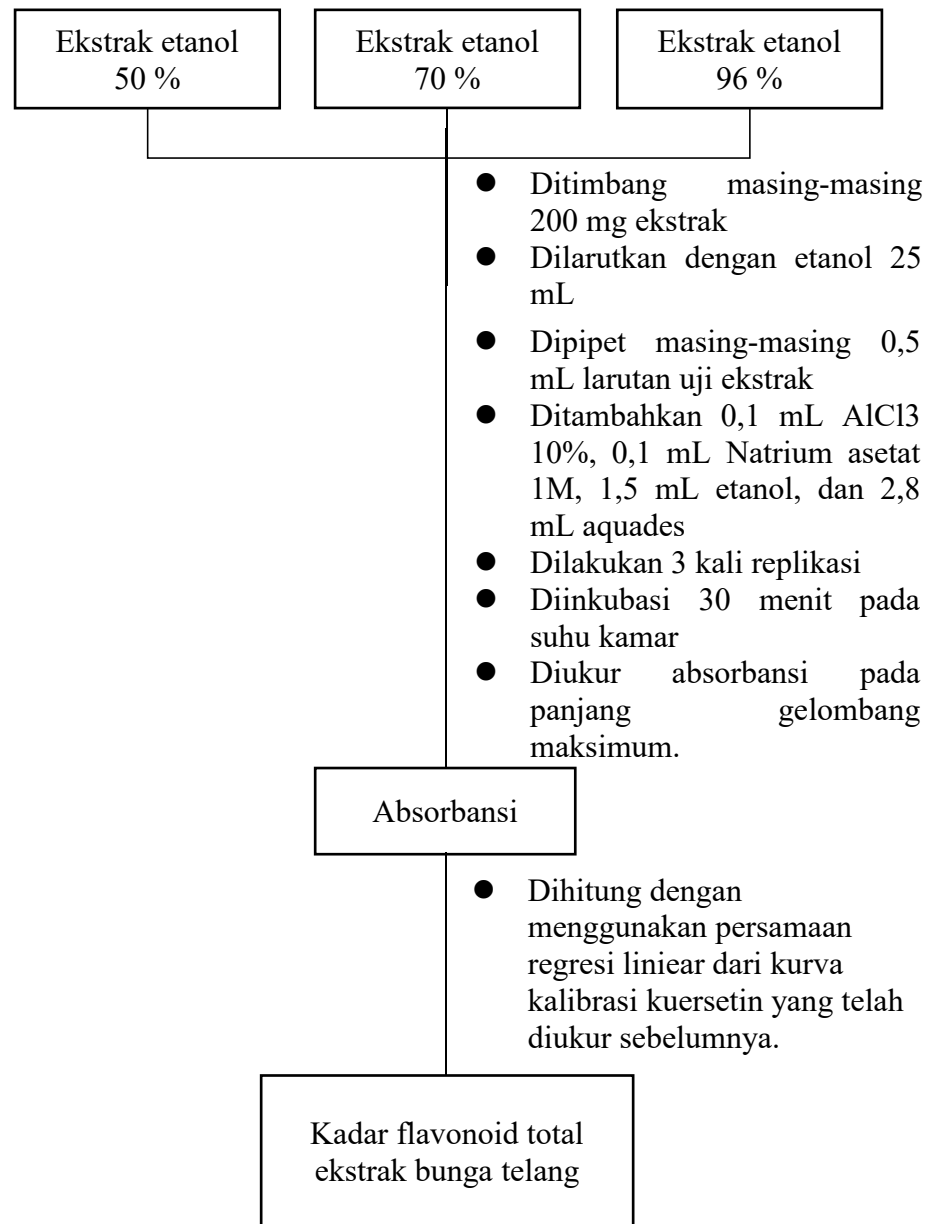 Ekstrak etanol
50 %
Ekstrak etanol
70 %
Ekstrak etanol
96 %
● Ditimbang masing-masing
200 mg ekstrak
● Dilarutkan dengan etanol 25
mL
● Dipipet masing-masing 0,5
mL larutan uji ekstrak
● Ditambahkan 0,1 mL AlCl3
10%, 0,1 mL Natrium asetat
1M, 1,5 mL etanol, dan 2,8
mL aquades
● Dilakukan 3 kali replikasi
● Diinkubasi 30 menit pada
suhu kamar
● Diukur absorbansi pada
panjang gelombang
maksimum.
Absorbansi
● Dihitung dengan
menggunakan persamaan
regresi liniear dari kurva
kalibrasi kuersetin yang telah
diukur sebelumnya.
Kadar flavonoid total
ekstrak bunga telang